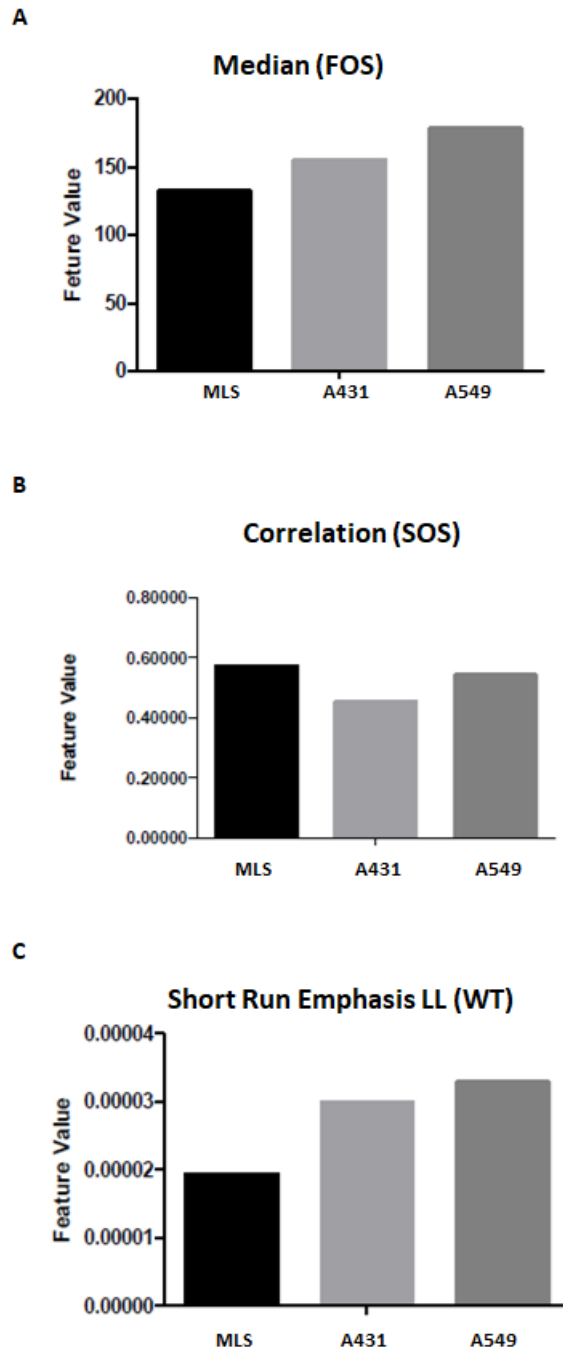 A
Median (FOS)
200
150
100
50
0
Feture Value
MLS A431 A549
B
Correlation (SOS)
0.80000
0.60000
0.40000
0.20000
0.00000
Feature Value
MLS A431 A549
C
Short Run Emphasis LL (WT)
0.00004
0.00003
0.00002
0.00001
0.00000
Feature Value
MLS A431 A549